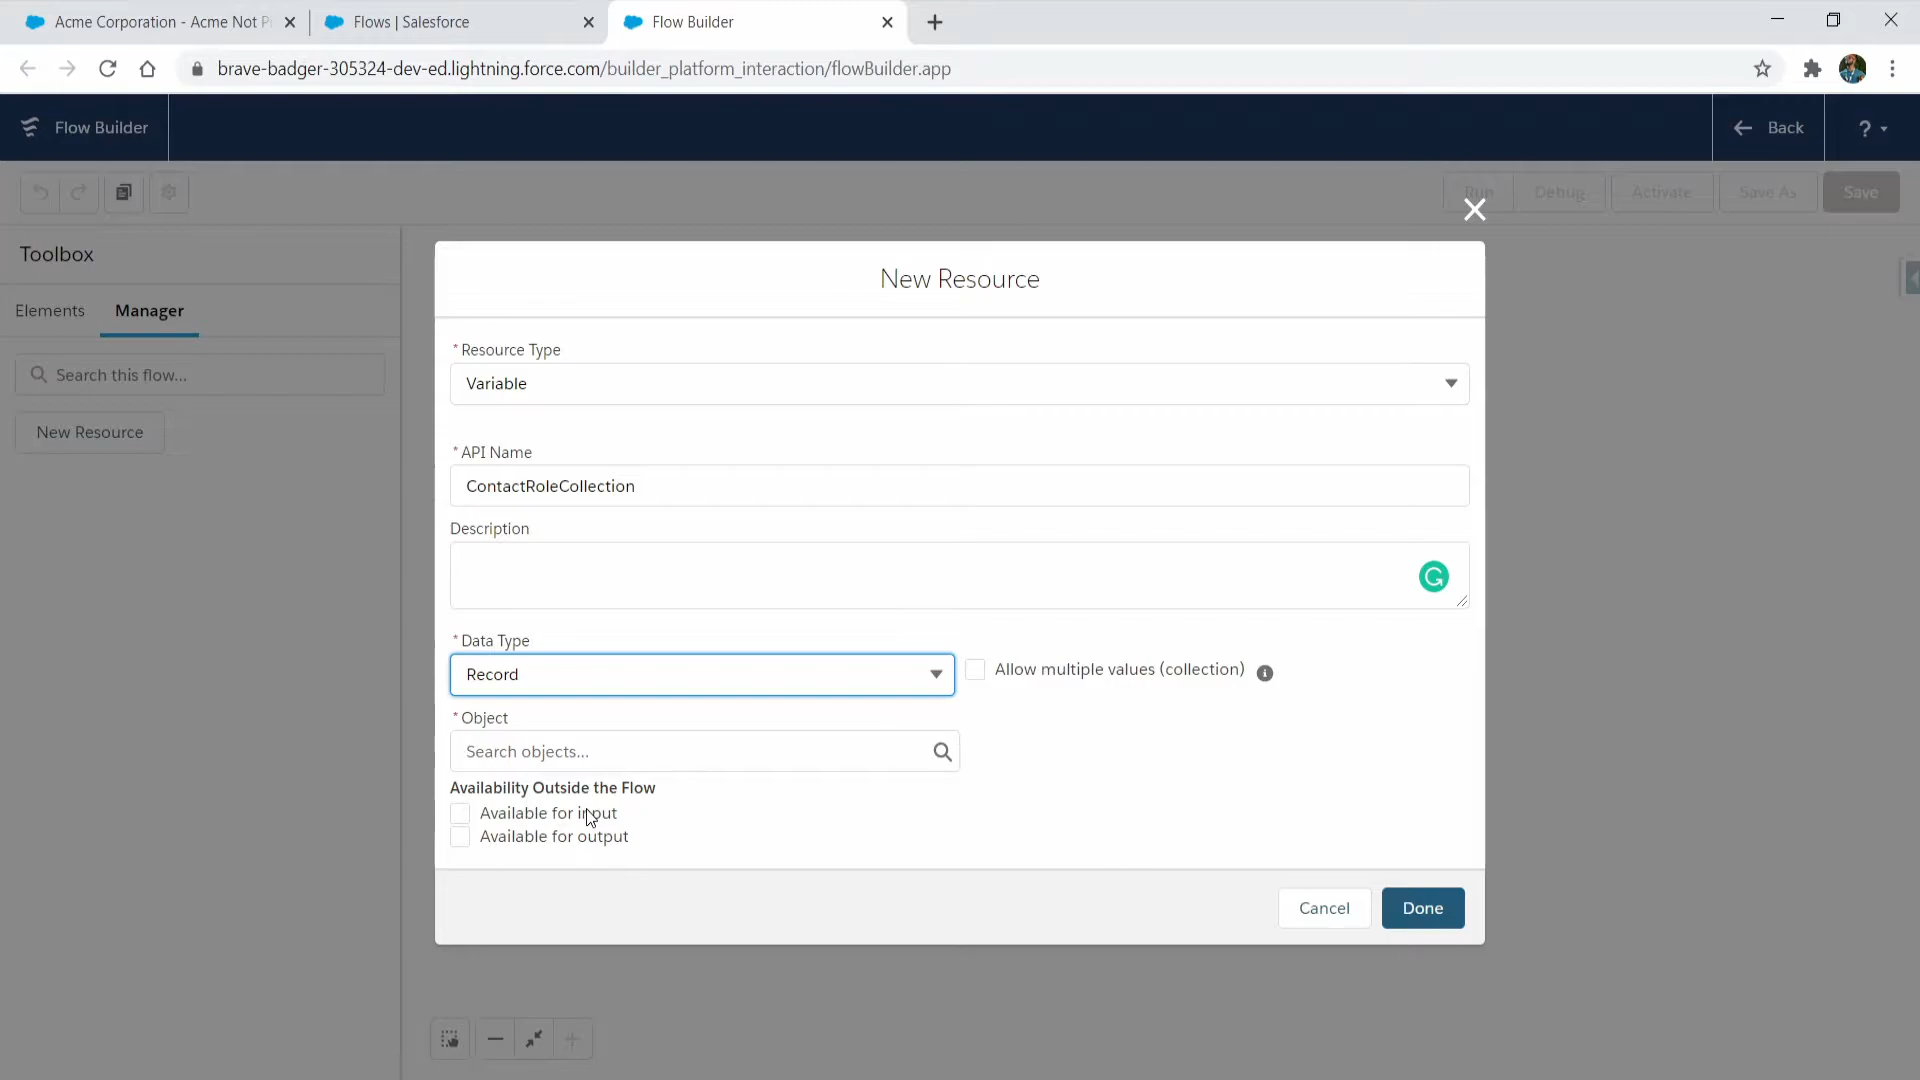 Acme Corporation - Acme Not P
Flows | Salesforce
Flow Builder
brave-badger-305324-dev-ed.lightning.force.com/builder_platform_interaction/flowBuilder.app
Flow Builder
Back
?
Run
Debug
Activate
Save As
Save
Toolbox
Elements
Manager
Search this flow...
New Resource
New Resource
* Resource Type
Variable
* API Name
ContactRoleCollection
Description
* Data Type
Record
Allow multiple values (collection)
* Object
Search objects...
Availability Outside the Flow
Available for input
Available for output
Cancel
Done